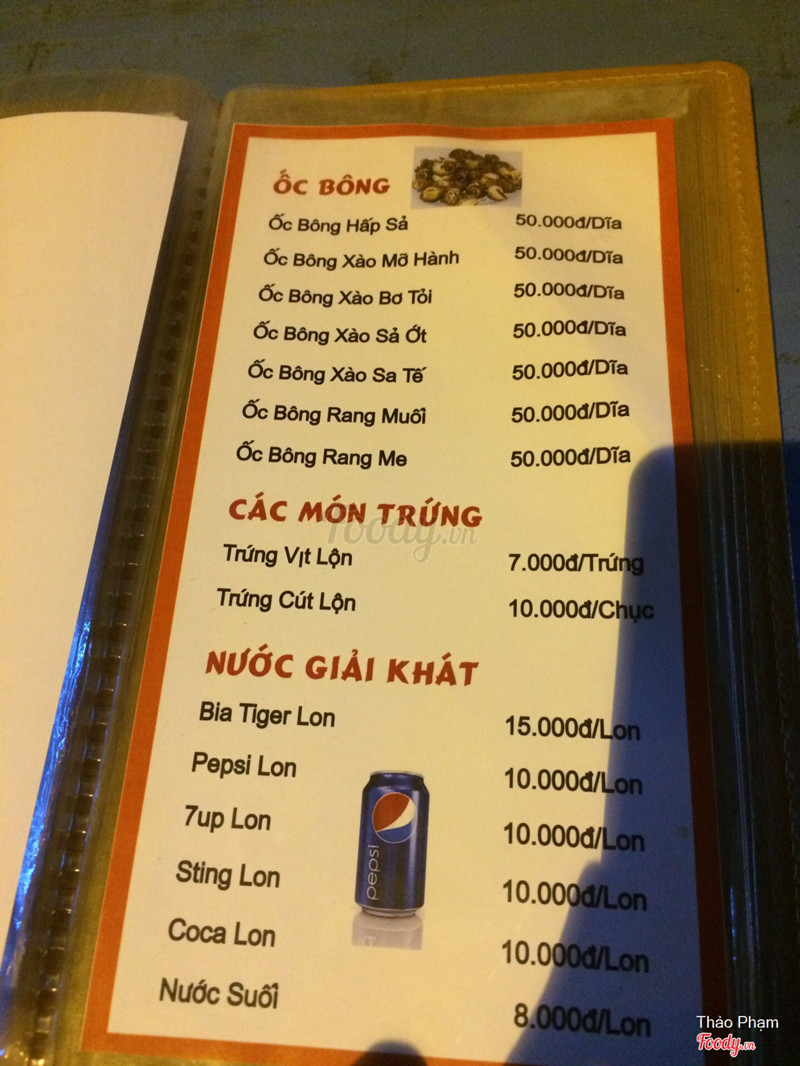 ỐC BÔNG
Ốc Bông Hấp Sả 50.000đ/Dĩa
Ốc Bông Xào Mỡ Hành 50.000đ/Dĩa
Ốc Bông Xào Bơ Tỏi 50.000đ/Dĩa
Ốc Bông Xào Sả Ớt 50.000đ/Dĩa
Ốc Bông Xào Sa Tế 50.000đ/Dĩa
Ốc Bông Rang Muối 50.000đ/Dĩa
Ốc Bông Rang Me 50.000đ/Dĩa
CÁC MÓN TRỨNG
foody.vn
Trứng Vịt Lộn 7.000đ/Trứng
Trứng Cút Lộn 10.000đ/Chục
NƯỚC GIẢI KHÁT
Bia Tiger Lon 15.000đ/Lon
Pepsi Lon 10.000đ/Lon
7up Lon 10.000đ/Lon
Sting Lon 10.000đ/Lon
Coca Lon 10.000đ/Lon
Nước Suối 8.000đ/Lon
pepsi
Thảo Phạm
Foody.vn